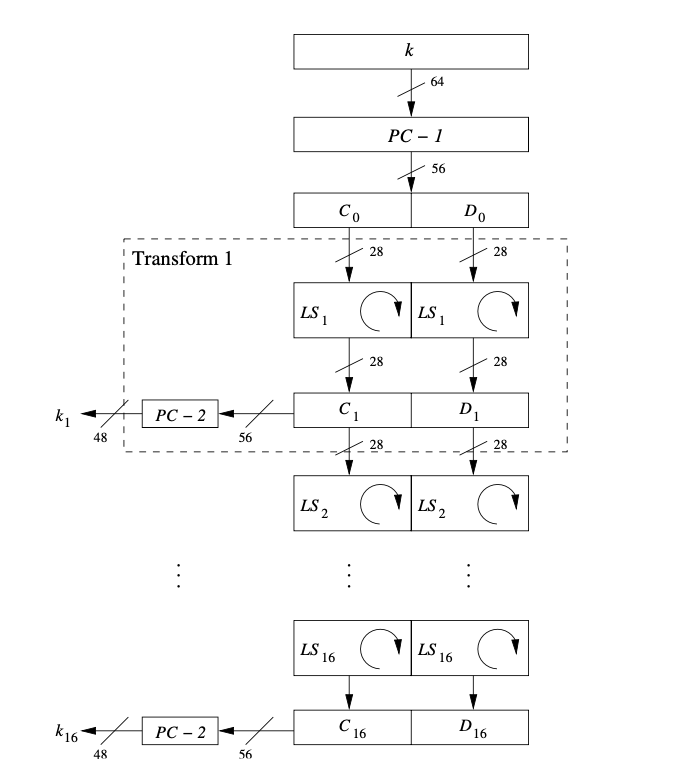 k
64
PC – 1
56
C0 D0
Transform 1
28 28
LS1 LS1
28 28
k1 PC – 2 C1 D1
48 56
28 28
LS2 LS2
LS16 LS16
k16 PC – 2 C16 D16
48 56